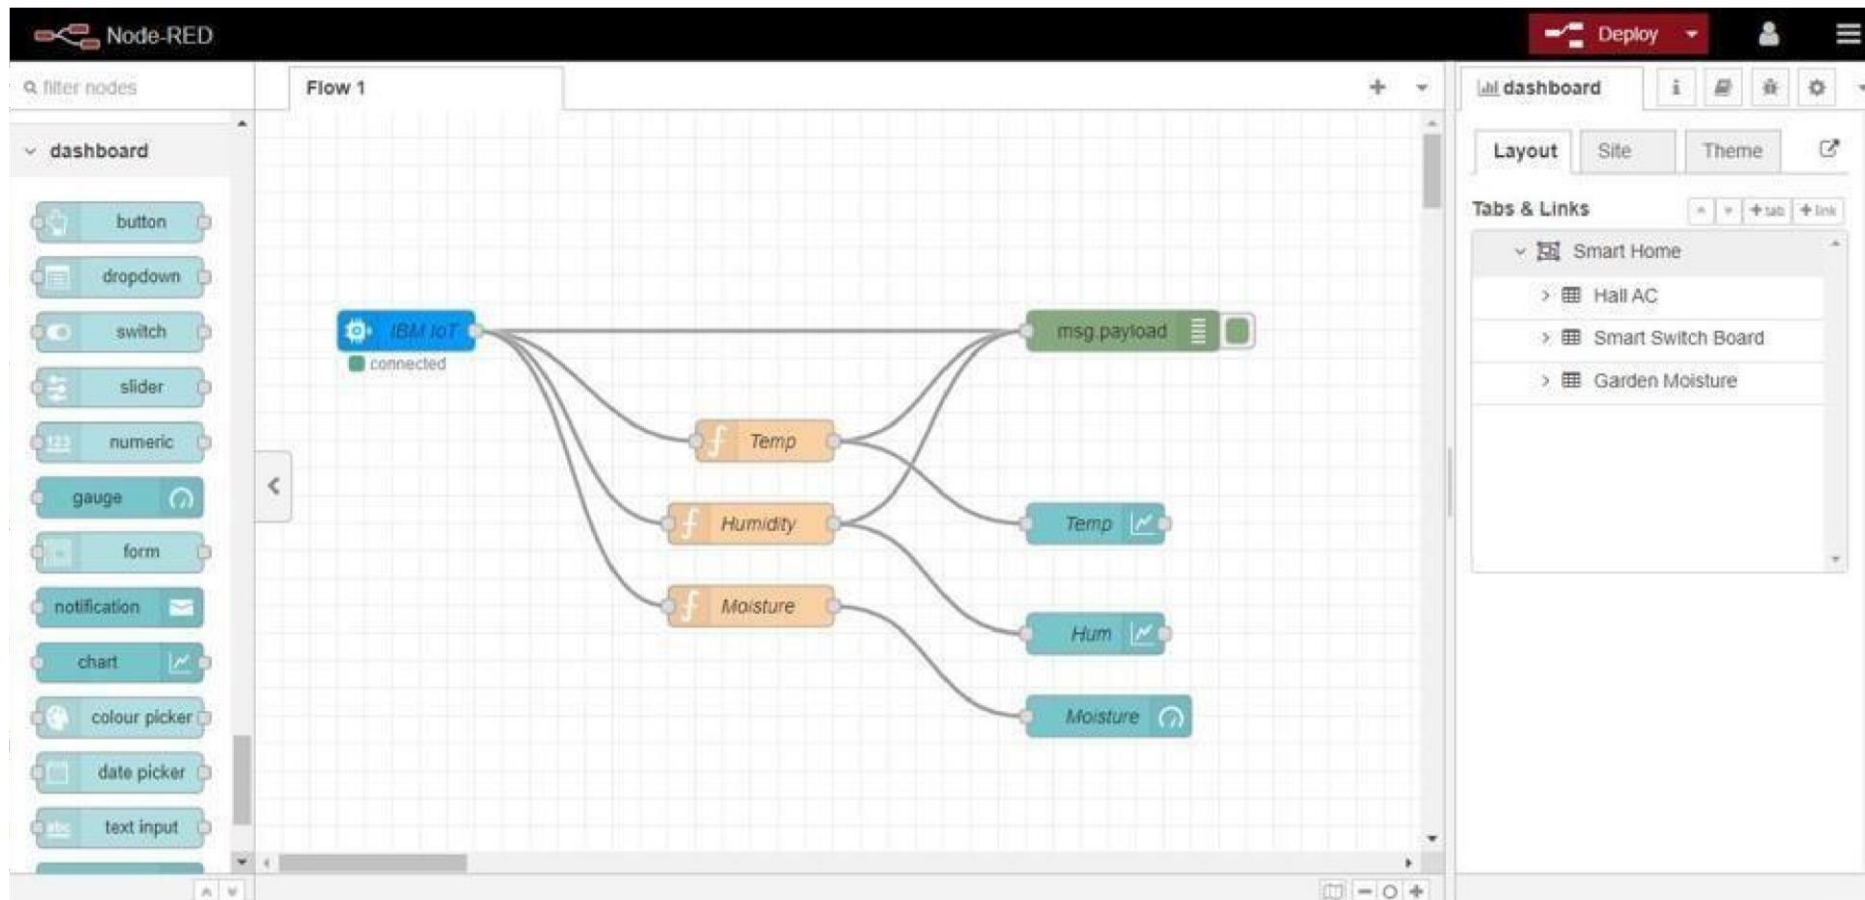 Node-RED
Deploy
filter nodes
Flow 1
dashboard
i
dashboard
Layout
Site
Theme
button
Tabs & Links
+tab
+link
Smart Home
dropdown
Hall AC
switch
IBM IoT
msg.payload
Smart Switch Board
connected
slider
Garden Moisture
123
numeric
Temp
gauge
Humidity
Temp
form
notification
Moisture
Hum
chart
colour picker
Moisture
date picker
abc
text input